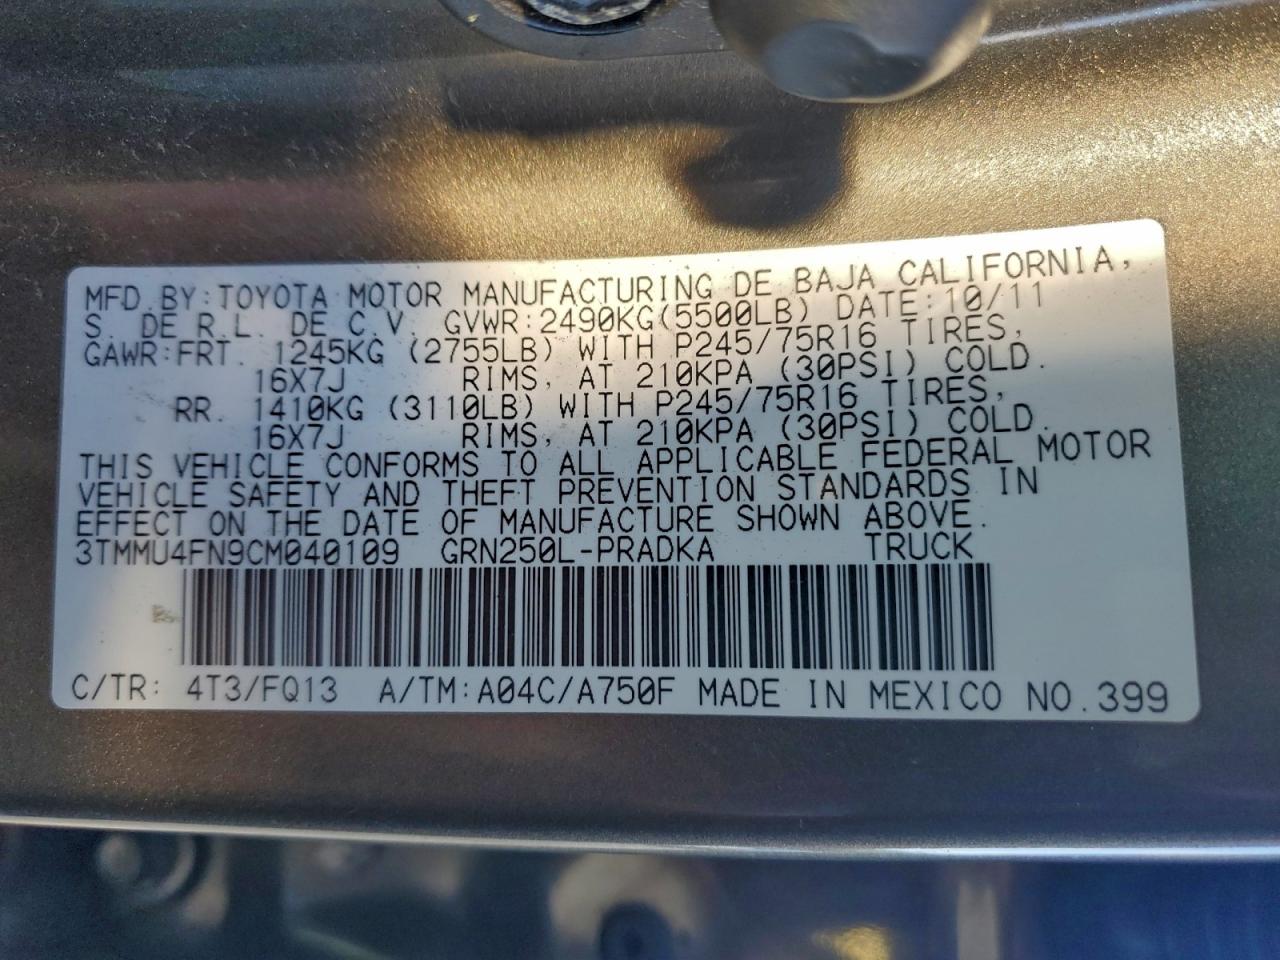 MFD.BY:TOYOTA MOTOR MANUFACTURING DE BAJA CALIFORNIA,
S. DE R.L. DE C.V. GVWR:2490KG(5500LB) DATE:10/11
GAWR:FRT. 1245KG (2755LB) WITH P245/75R16 TIRES,
16X7J RIMS, AT 210KPA (30PSI) COLD.
RR. 1410KG (3110LB) WITH P245/75R16 TIRES,
16X7J RIMS, AT 210KPA (30PSI) COLD.
THIS VEHICLE CONFORMS TO ALL APPLICABLE FEDERAL MOTOR
VEHICLE SAFETY AND THEFT PREVENTION STANDARDS IN
EFFECT ON THE DATE OF MANUFACTURE SHOWN ABOVE.
3TMMU4FN9CM040109 GRN250L-PRADKA TRUCK
C/TR: 4T3/FQ13 A/TM:A04C/A750F MADE IN MEXICO NO.399